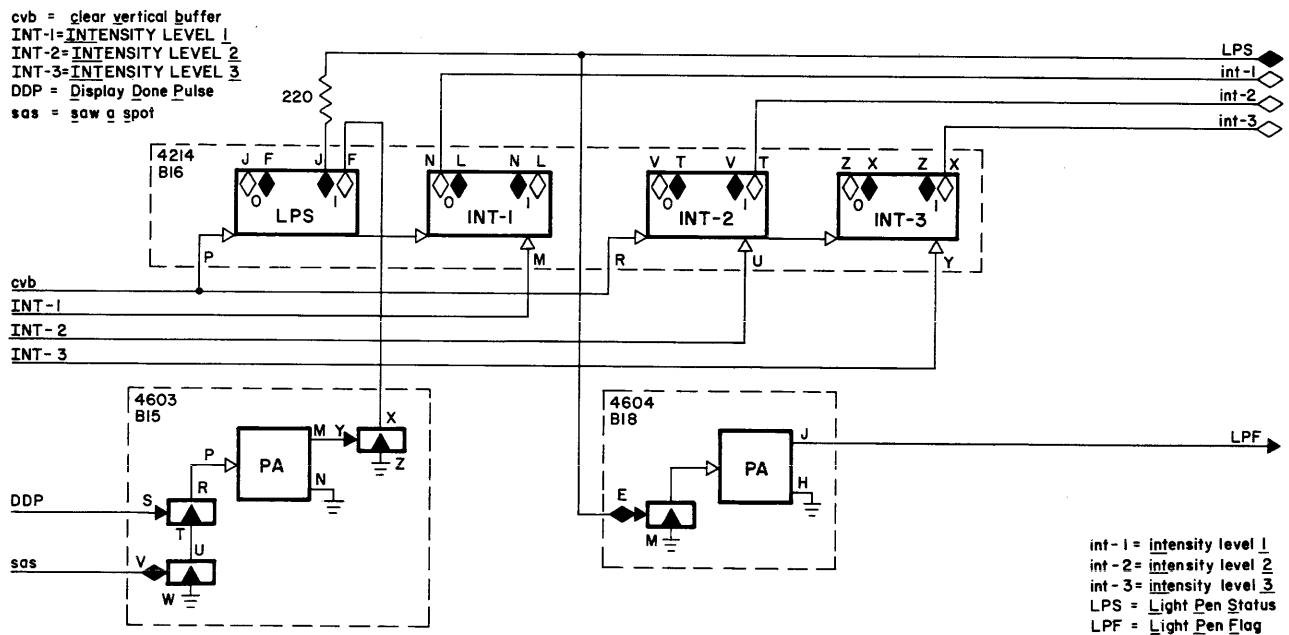 cvb = clear vertical buffer
INT-1=INTENSITY LEVEL 1
INT-2=INTENSITY LEVEL 2
INT-3=INTENSITY LEVEL 3
DDP = Display Done Pulse
sas = saw a spot
LPS
int-1
int-2
int-3
220
4214
B16
J F J F
N L N L
V T V T
Z X Z X
0 1
LPS
0 1
INT-1
0 1
INT-2
0 1
INT-3
P M R U Y
cvb
INT-1
INT-2
INT-3
4603
B15
4604
B18
X
M Y
P PA
Z
N
R
DDP S
T
U
sas V
W
J
LPF
PA
H
E
M
int-1 = intensity level 1
int-2 = intensity level 2
int-3 = intensity level 3
LPS = Light Pen Status
LPF = Light Pen Flag